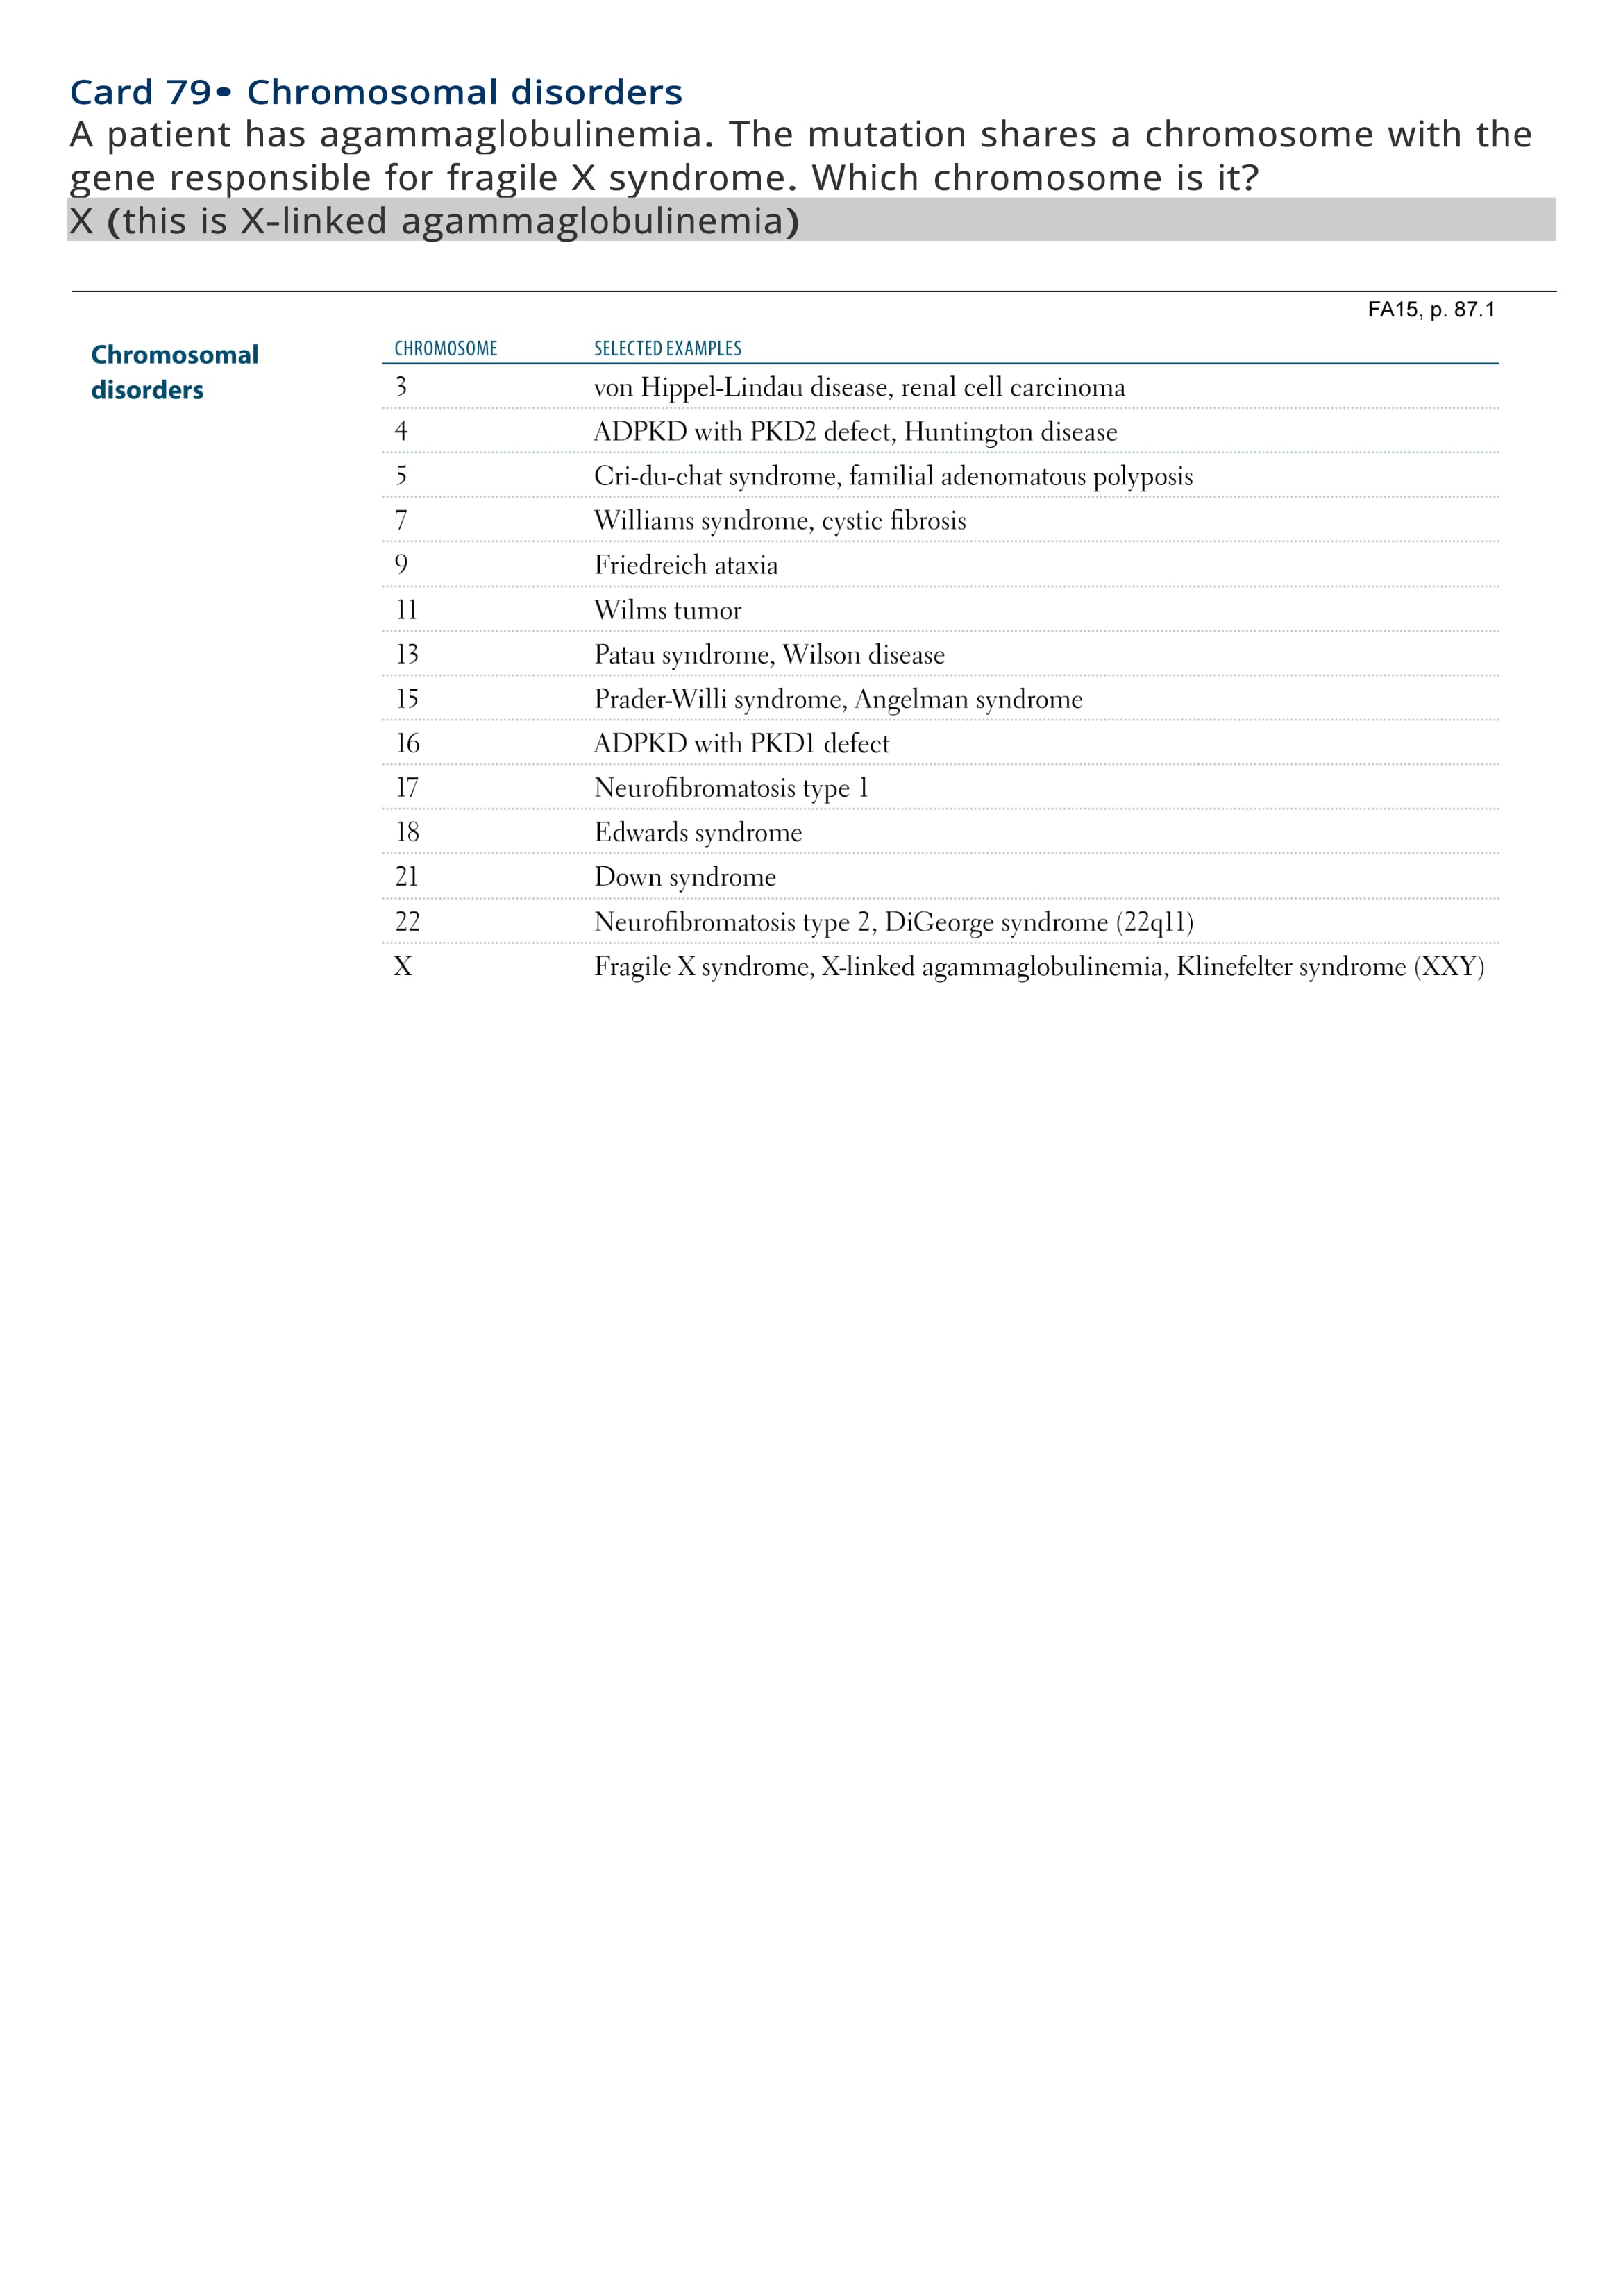 Card 79• Chromosomal disorders
A patient has agammaglobulinemia. The mutation shares a chromosome with the
gene responsible for fragile X syndrome. Which chromosome is it?
X (this is X-linked agammaglobulinemia)
FA15, p. 87.1
Chromosomal
disorders
CHROMOSOME SELECTED EXAMPLES
3 von Hippel-Lindau disease, renal cell carcinoma
4 ADPKD with PKD2 defect, Huntington disease
5 Cri-du-chat syndrome, familial adenomatous polyposis
7 Williams syndrome, cystic fibrosis
9 Friedreich ataxia
11 Wilms tumor
13 Patau syndrome, Wilson disease
15 Prader-Willi syndrome, Angelman syndrome
16 ADPKD with PKD1 defect
17 Neurofibromatosis type 1
18 Edwards syndrome
21 Down syndrome
22 Neurofibromatosis type 2, DiGeorge syndrome (22q11)
X Fragile X syndrome, X-linked agammaglobulinemia, Klinefelter syndrome (XXY)